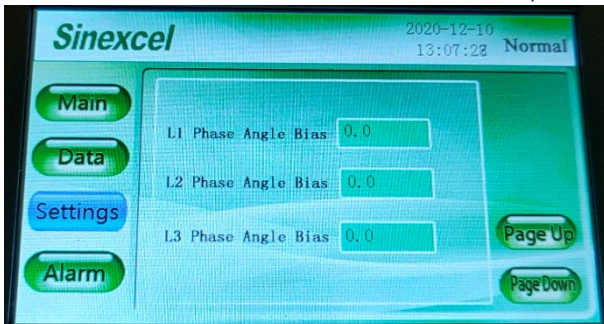 Sinexcel
2020-12-10
13:07:28 Normal
Main
Data
Settings
Alarm
L1 Phase Angle Bias 0.0
L2 Phase Angle Bias 0.0
L3 Phase Angle Bias 0.0
Page Up
Page Down